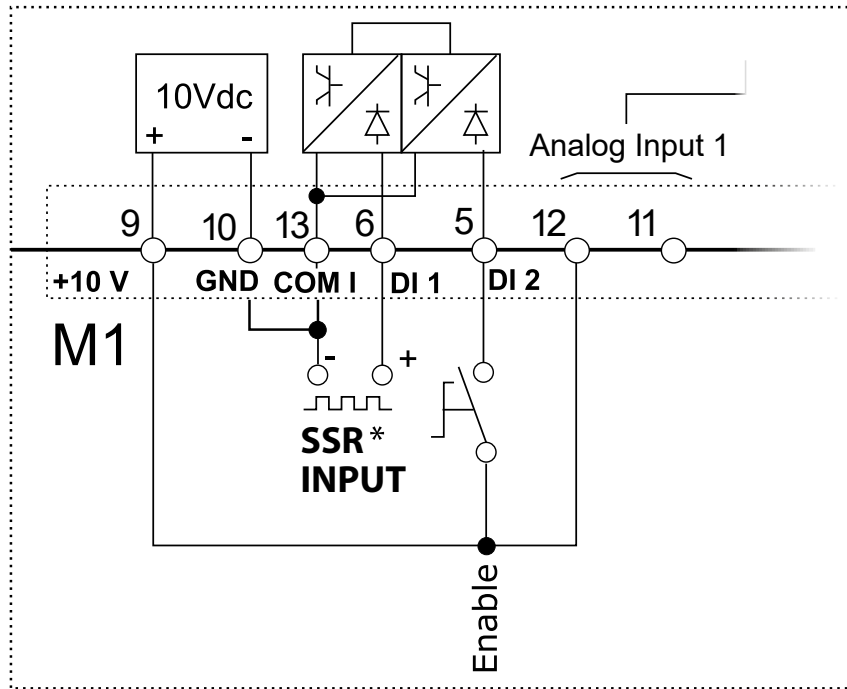 10Vdc
+ -
Analog Input 1
9 10 13 6 5 12 11
+10 V GND COM I DI 1 DI 2
M1
- +
SSR *
INPUT
Enable